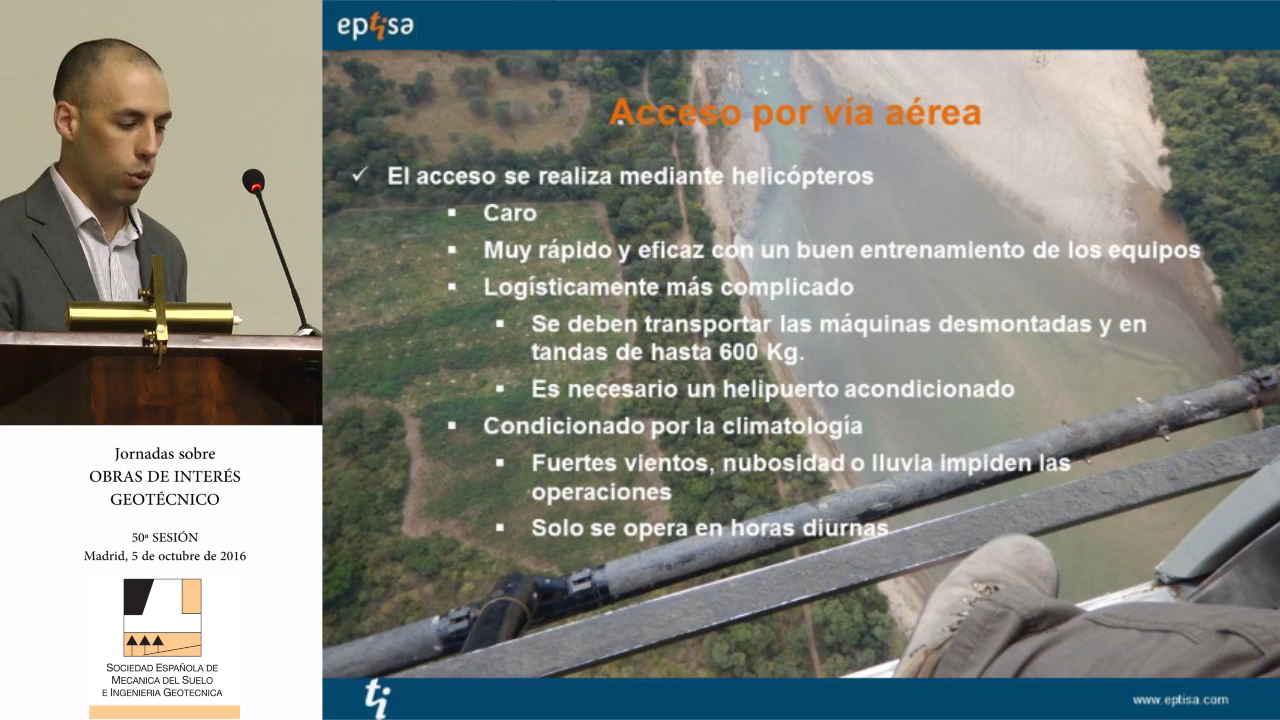 eptisa
Acceso por vía aérea
✓ El acceso se realiza mediante helicópteros
▪ Caro
▪ Muy rápido y eficaz con un buen entrenamiento de los equipos
▪ Logísticamente más complicado
▪ Se deben transportar las máquinas desmontadas y en
tandas de hasta 600 Kg.
▪ Es necesario un helipuerto acondicionado
▪ Condicionado por la climatología
▪ Fuertes vientos, nubosidad o lluvia impiden las
operaciones
▪ Solo se opera en horas diurnas
ti
www.eptisa.com
Jornadas sobre
OBRAS DE INTERÉS
GEOTÉCNICO
50ª SESIÓN
Madrid, 5 de octubre de 2016
SOCIEDAD ESPAÑOLA DE
MECANICA DEL SUELO
E INGENIERIA GEOTECNICA